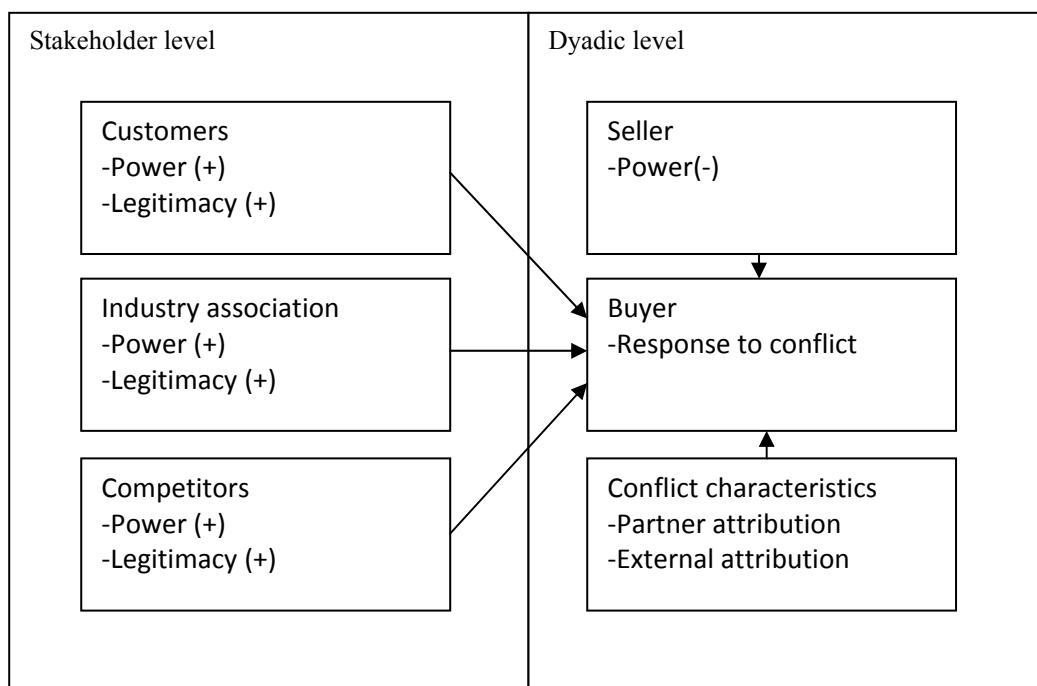 Stakeholder level
Customers
-Power (+)
-Legitimacy (+)
Industry association
-Power (+)
-Legitimacy (+)
Competitors
-Power (+)
-Legitimacy (+)
Dyadic level
Seller
-Power(-)
Buyer
-Response to conflict
Conflict characteristics
-Partner attribution
-External attribution